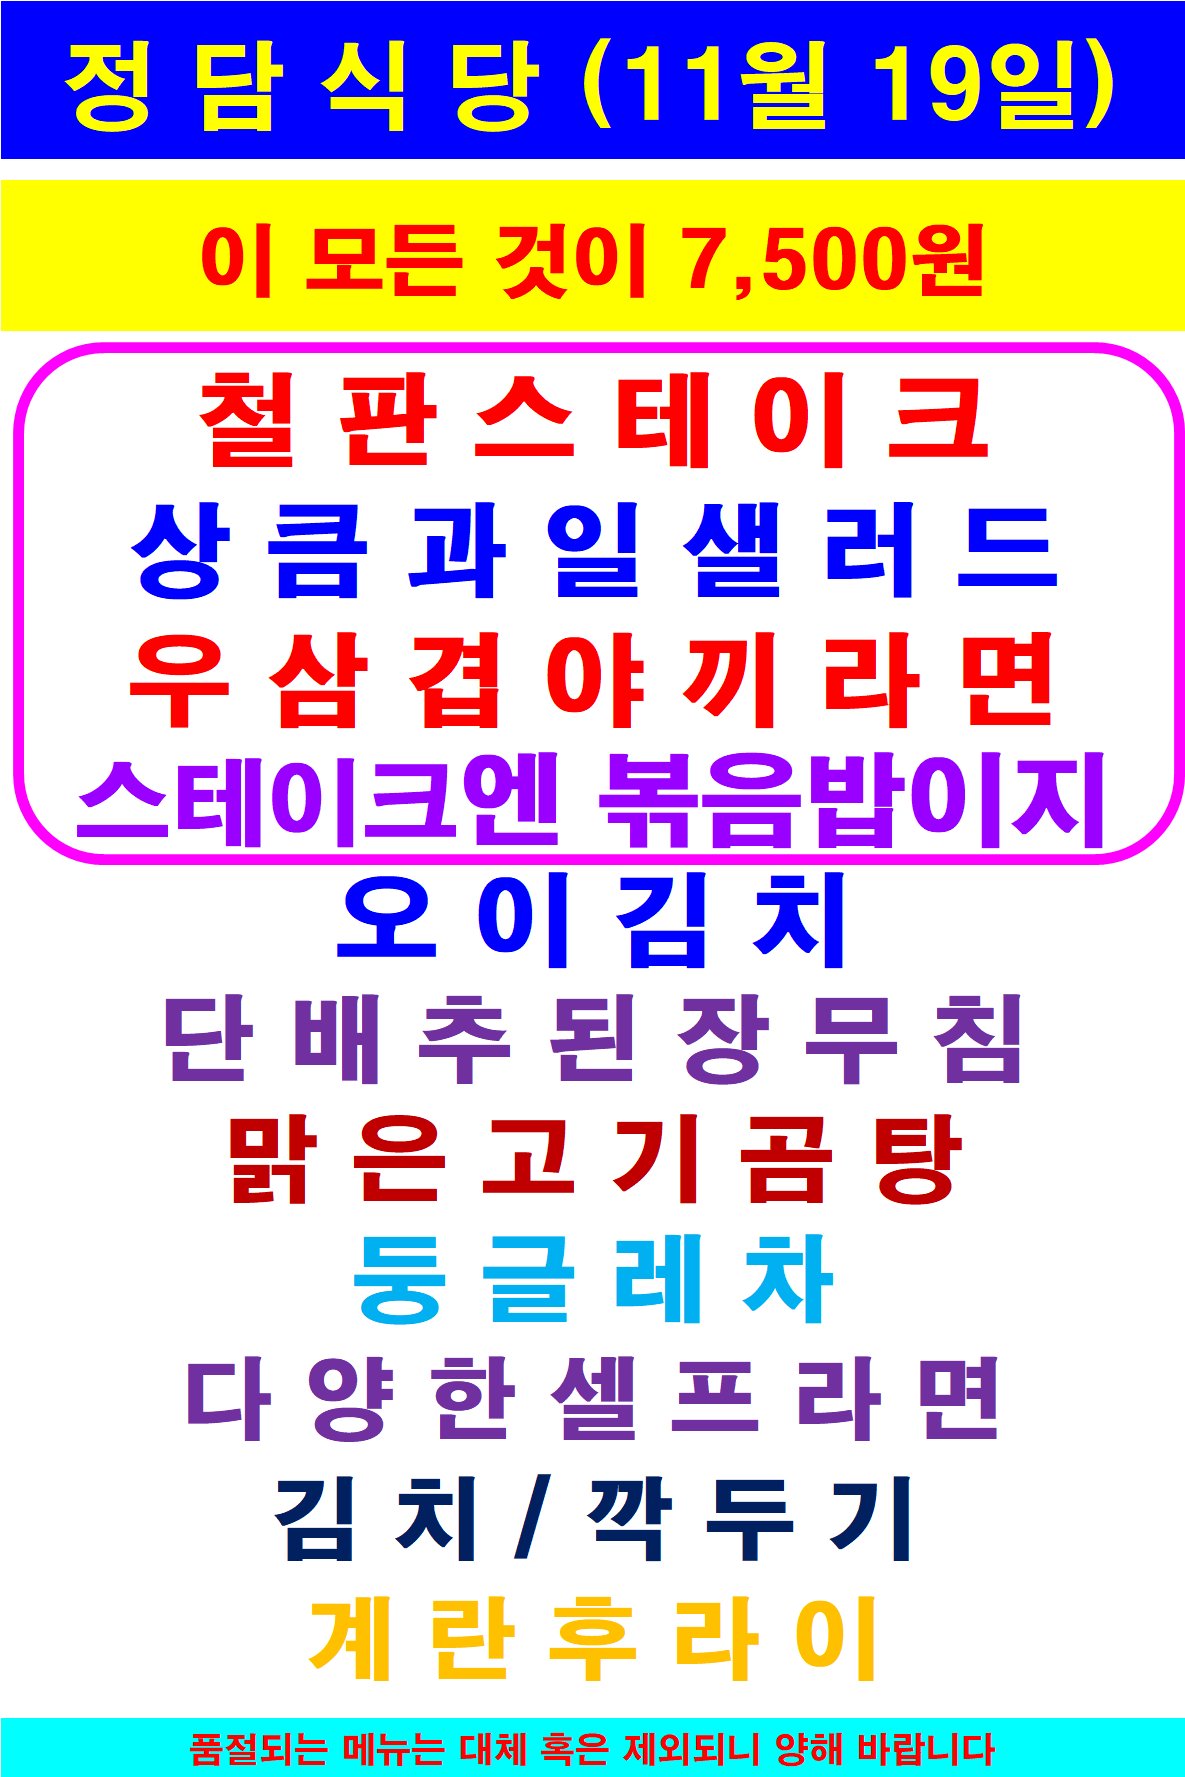 정 담 식 당 (11월 19일)
이 모든 것이 7,500원
철 판 스 테 이 크
상 큼 과 일 샐 러 드
우 삼 겹 야 끼 라 면
스테이크엔 볶음밥이지
오 이 김 치
단 배 추 된 장 무 침
맑 은 고 기 곰 탕
둥 글 레 차
다 양 한 셀 프 라 면
김 치 / 깍 두 기
계 란 후 라 이
품절되는 메뉴는 대체 혹은 제외되니 양해 바랍니다